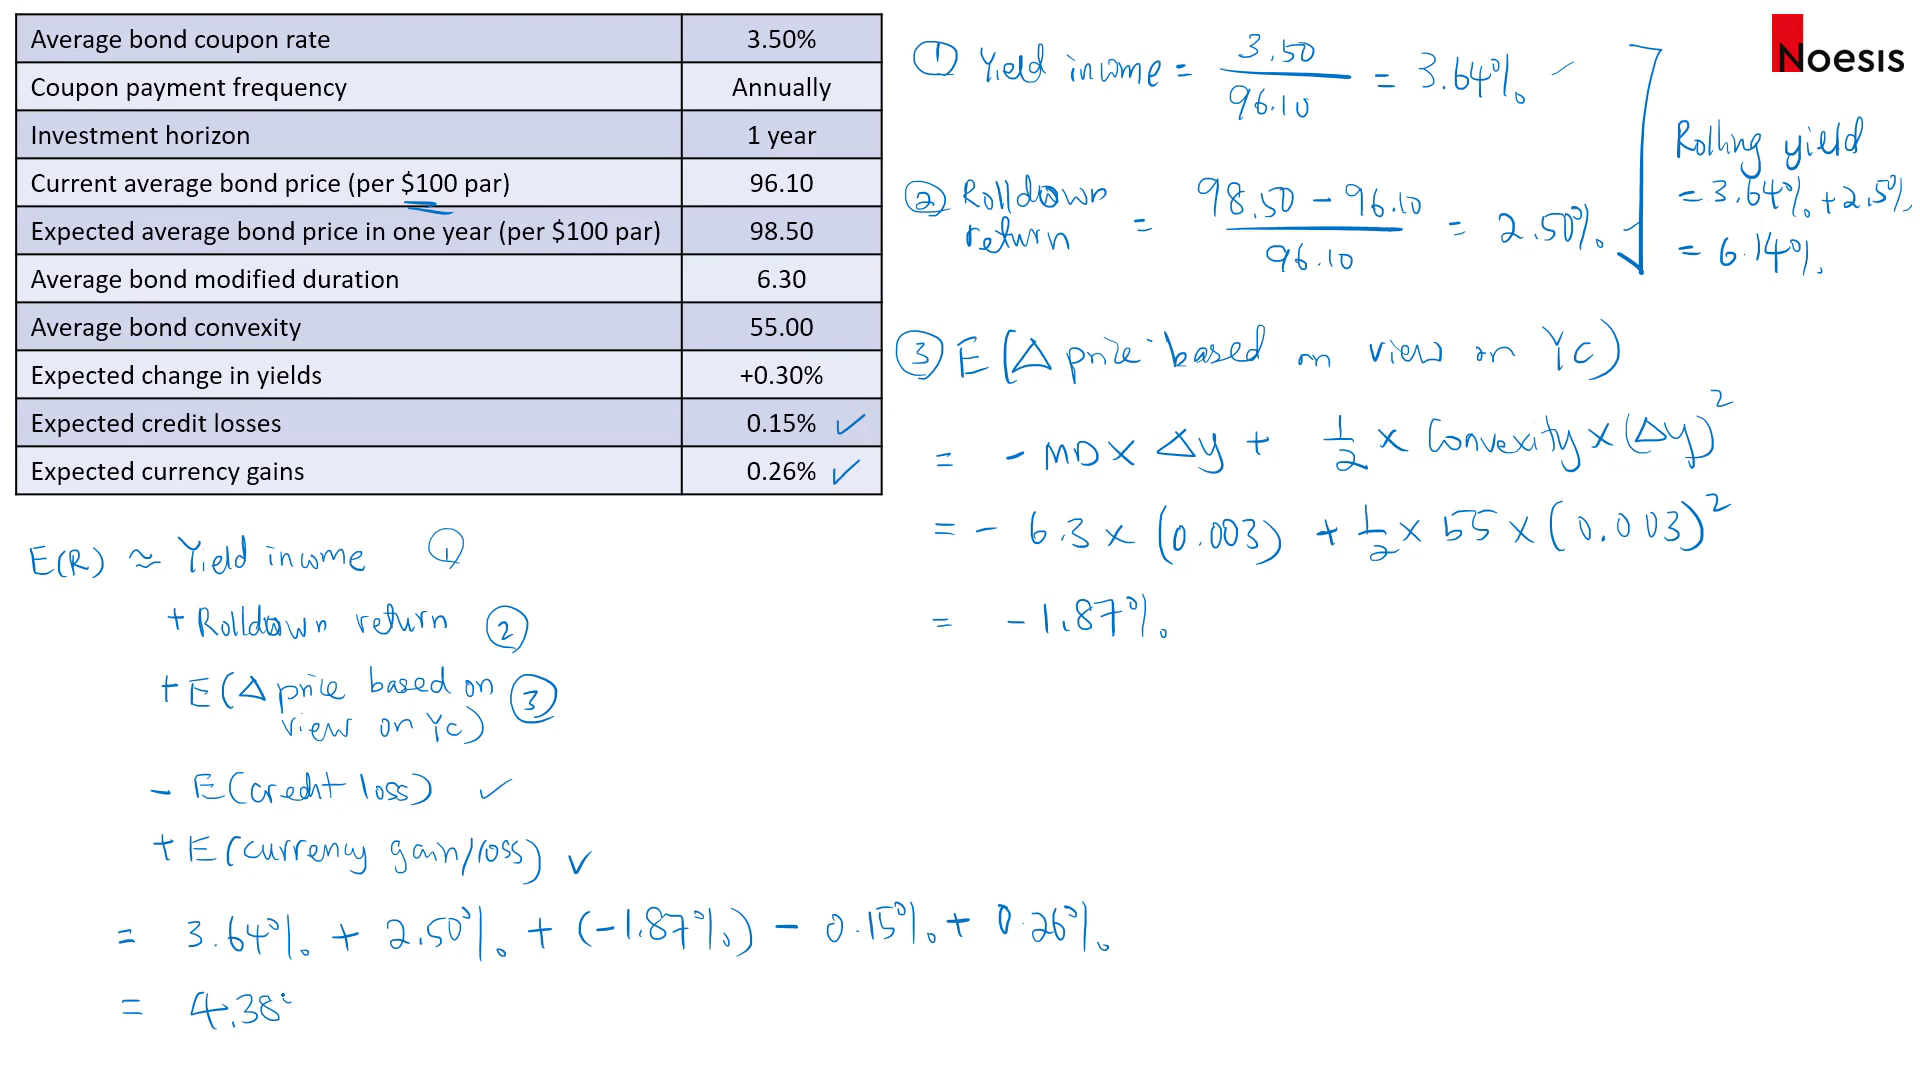 Average bond coupon rate 3.50%
Coupon payment frequency Annually
Investment horizon 1 year
Current average bond price (per $100 par) 96.10
Expected average bond price in one year (per $100 par) 98.50
Average bond modified duration 6.30
Average bond convexity 55.00
Expected change in yields +0.30%
Expected credit losses 0.15% ✓
Expected currency gains 0.26% ✓
E(R) ≈ Yield income ①
+ Rolldown return ②
+ E(Δ price based on ③
view on YC)
- E(credit loss) ✓
+ E(currency gain/loss) ✓
= 3.64% + 2.50% + (-1.87%) - 0.15% + 0.26%
= 4.38
① Yield income = 3.50 / 96.10 = 3.64%
② Rolldown return = 98.50 - 96.10 / 96.10 = 2.50%
Rolling yield
= 3.64% + 2.5%
= 6.14%
③ E(Δ price based on view on YC)
= - MD × Δy + 1/2 × Convexity × (Δy)²
= - 6.3 × (0.003) + 1/2 × 55 × (0.003)²
= - 1.87%
Noesis